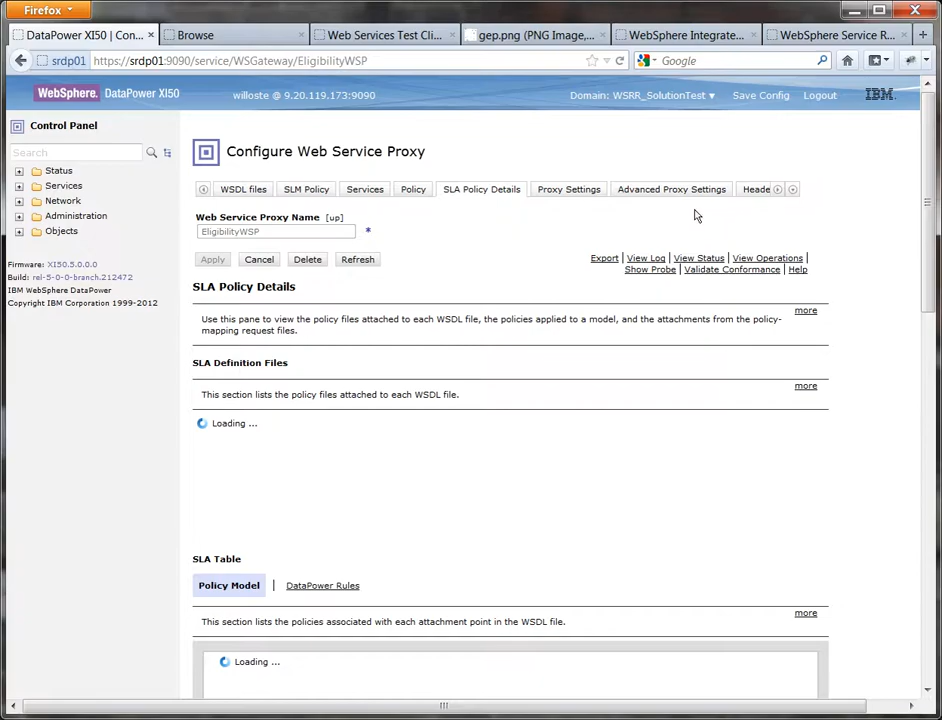 Firefox
DataPower XI50 | Con...
Browse
Web Services Test Cli...
gep.png (PNG Image,...
WebSphere Integrate...
WebSphere Service R...
srdp01
https://srdp01:9090/service/WSGateway/EligibilityWSP
Google
WebSphere. DataPower XI50
willoste @ 9.20.119.173:9090
Domain: WSRR_SolutionTest
Save Config
Logout
IBM.
Control Panel
Search
Status
Services
Network
Administration
Objects
Firmware: XI50.5.0.0.0
Build: rel-5-0-0-branch.212472
IBM WebSphere DataPower
Copyright IBM Corporation 1999-2012
Configure Web Service Proxy
WSDL files
SLM Policy
Services
Policy
SLA Policy Details
Proxy Settings
Advanced Proxy Settings
Heade
Web Service Proxy Name [up]
EligibilityWSP *
Apply
Cancel
Delete
Refresh
Export | View Log | View Status | View Operations |
Show Probe | Validate Conformance | Help
SLA Policy Details
more
Use this pane to view the policy files attached to each WSDL file, the policies applied to a model, and the attachments from the policy-
mapping request files.
SLA Definition Files
more
This section lists the policy files attached to each WSDL file.
Loading ...
SLA Table
Policy Model | DataPower Rules
more
This section lists the policies associated with each attachment point in the WSDL file.
Loading ...